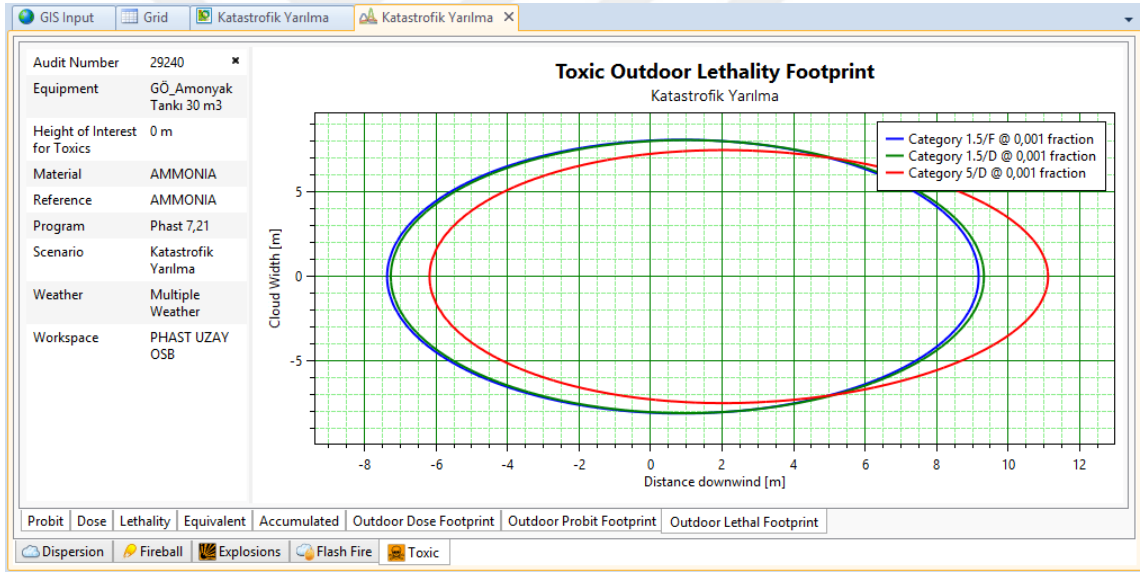 GIS Input Grid Katastrofik Yarılma Katastrofik Yarılma
Audit Number 29240
Equipment GÖ_Amonyak
Tankı 30 m3
Height of Interest 0 m
for Toxics
Material AMMONIA
Reference AMMONIA
Program Phast 7,21
Scenario Katastrofik
Yarılma
Weather Multiple
Weather
Workspace PHAST UZAY
OSB
Toxic Outdoor Lethality Footprint
Katastrofik Yarılma
Category 1.5/F @ 0,001 fraction
Category 1.5/D @ 0,001 fraction
Category 5/D @ 0,001 fraction
Cloud Width [m]
5
0
-5
-8 -6 -4 -2 0 2 4 6 8 10 12
Distance downwind [m]
Probit Dose Lethality Equivalent Accumulated Outdoor Dose Footprint Outdoor Probit Footprint Outdoor Lethal Footprint
Dispersion Fireball Explosions Flash Fire Toxic